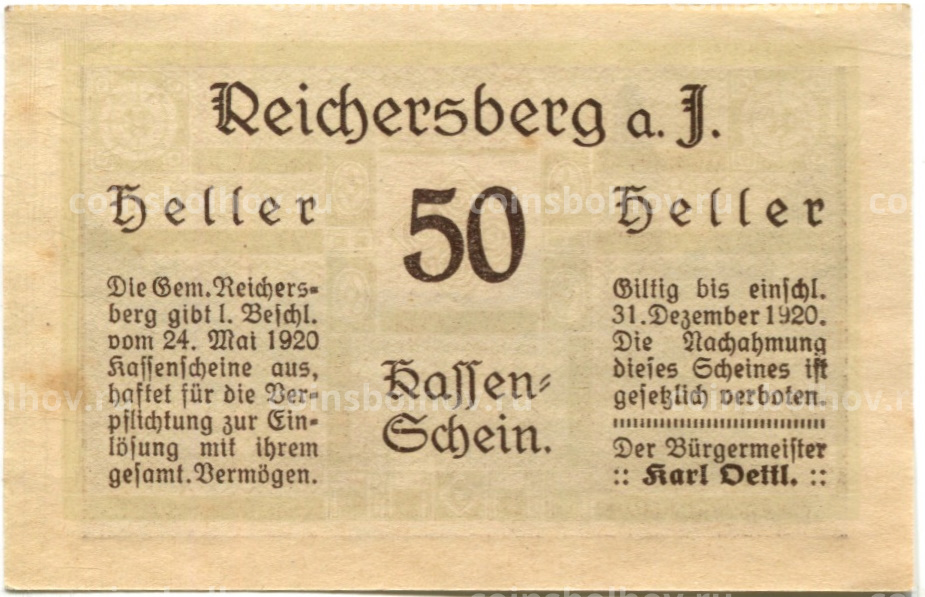 Reichersberg a. J.
Heller 50 Heller
Die Gem. Reichers-
berg gibt l. Beschl.
vom 24. Mai 1920
Kassenscheine aus,
haftet für die Ver-
pflichtung zur Ein-
lösung mit ihrem
gesamt. Vermögen.
Kassen-
Schein.
Giltig bis einschl.
31. Dezember 1920.
Die Nachahmung
dieses Scheines ist
gesetzlich verboten.
Der Bürgermeister
:: Karl Oettl. ::
coinsbolhov.ru